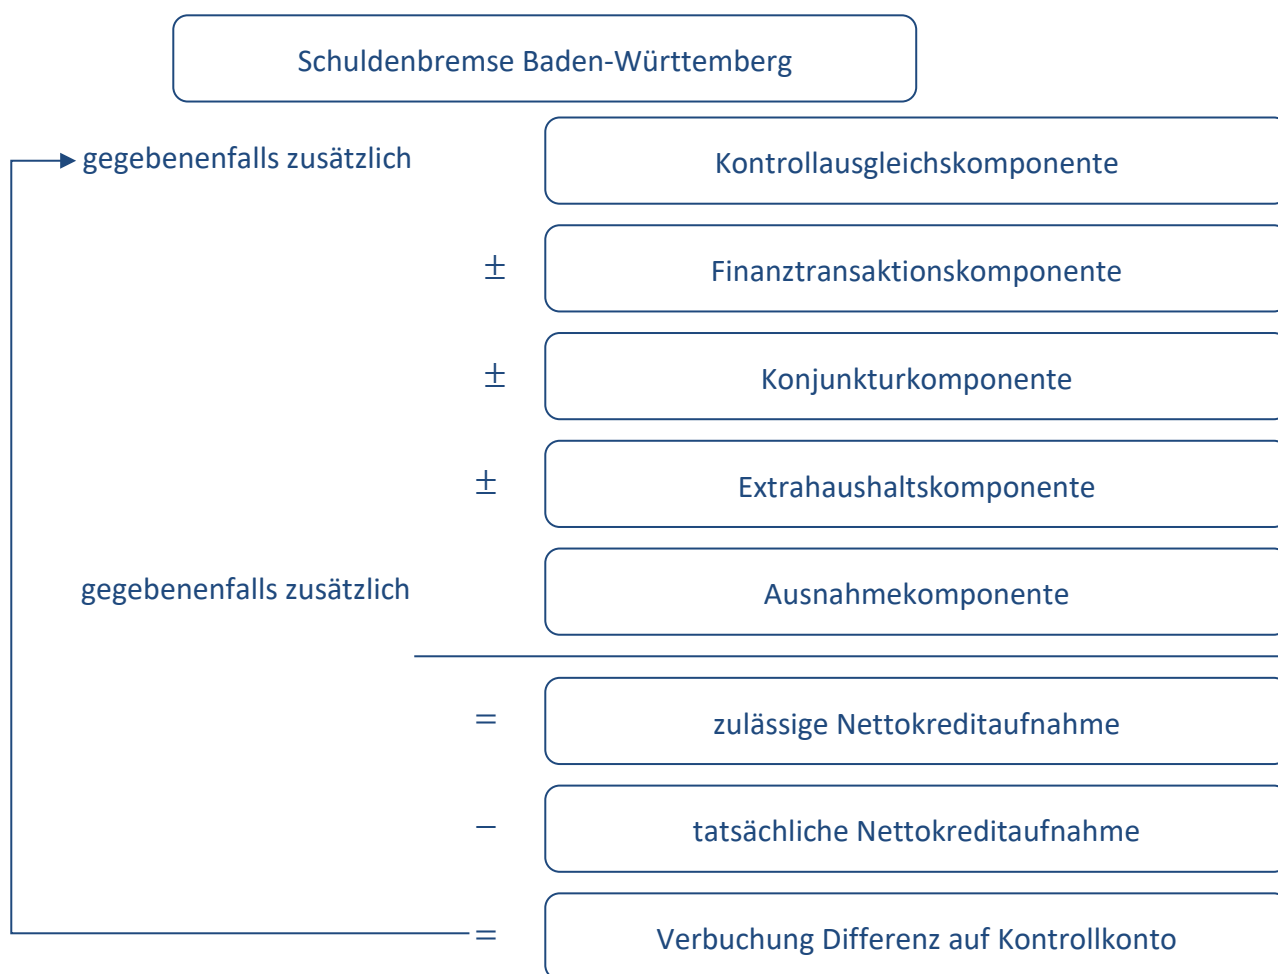 Schuldenbremse Baden-Württemberg
gegebenenfalls zusätzlich Kontrollausgleichskomponente
± Finanztransaktionskomponente
± Konjunkturkomponente
± Extrahaushaltskomponente
gegebenenfalls zusätzlich Ausnahmekomponente
= zulässige Nettokreditaufnahme
− tatsächliche Nettokreditaufnahme
= Verbuchung Differenz auf Kontrollkonto